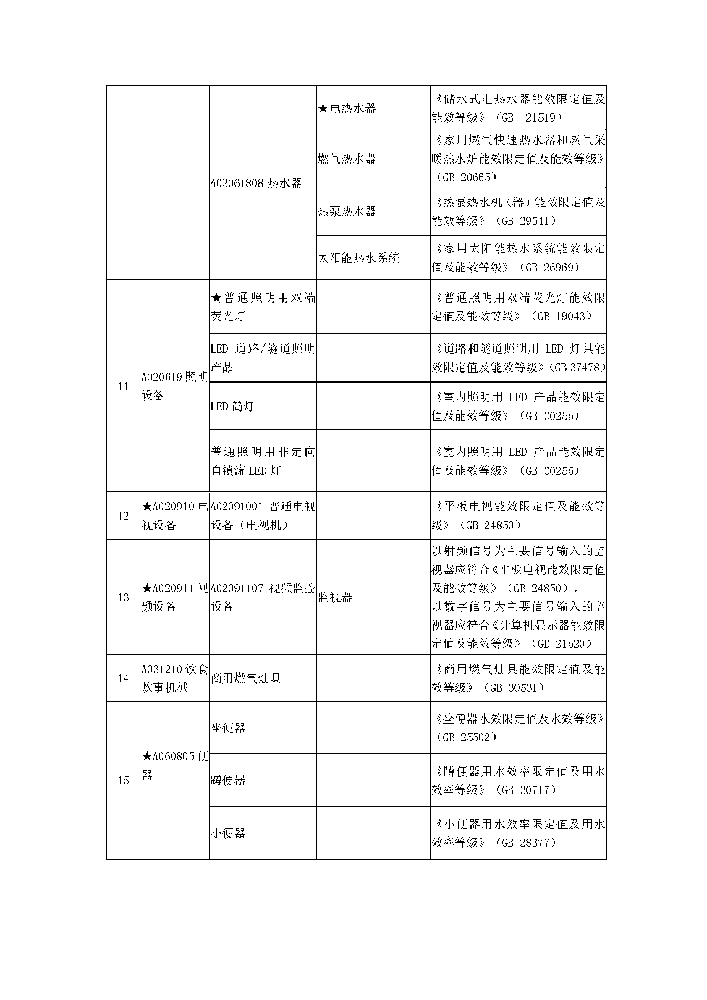 A02061808 热水器
★电热水器
《储水式电热水器能效限定值及
能效等级》（GB 21519）
燃气热水器
《家用燃气快速热水器和燃气采
暖热水炉能效限定值及能效等级》
（GB 20665）
热泵热水器
《热泵热水机（器）能效限定值及
能效等级》（GB 29541）
太阳能热水系统
《家用太阳能热水系统能效限定
值及能效等级》（GB 26969）
11
A020619 照明
设备
★普通照明用双端
荧光灯
《普通照明用双端荧光灯能效限
定值及能效等级》（GB 19043）
LED 道路/隧道照明
产品
《道路和隧道照明用 LED 灯具能
效限定值及能效等级》（GB 37478）
LED 筒灯
《室内照明用 LED 产品能效限定
值及能效等级》（GB 30255）
普通照明用非定向
自镇流 LED 灯
《室内照明用 LED 产品能效限定
值及能效等级》（GB 30255）
12
★A020910 电
视设备
A02091001 普通电视
设备（电视机）
《平板电视能效限定值及能效等
级》（GB 24850）
13
★A020911 视
频设备
A02091107 视频监控
设备
监视器
以射频信号为主要信号输入的监
视器应符合《平板电视能效限定值
及能效等级》（GB 24850），
以数字信号为主要信号输入的监
视器应符合《计算机显示器能效限
定值及能效等级》（GB 21520）
14
A031210 饮食
炊事机械
商用燃气灶具
《商用燃气灶具能效限定值及能
效等级》（GB 30531）
15
★A060805 便
器
坐便器
《坐便器水效限定值及水效等级》
（GB 25502）
蹲便器
《蹲便器用水效率限定值及用水
效率等级》（GB 30717）
小便器
《小便器用水效率限定值及用水
效率等级》（GB 28377）